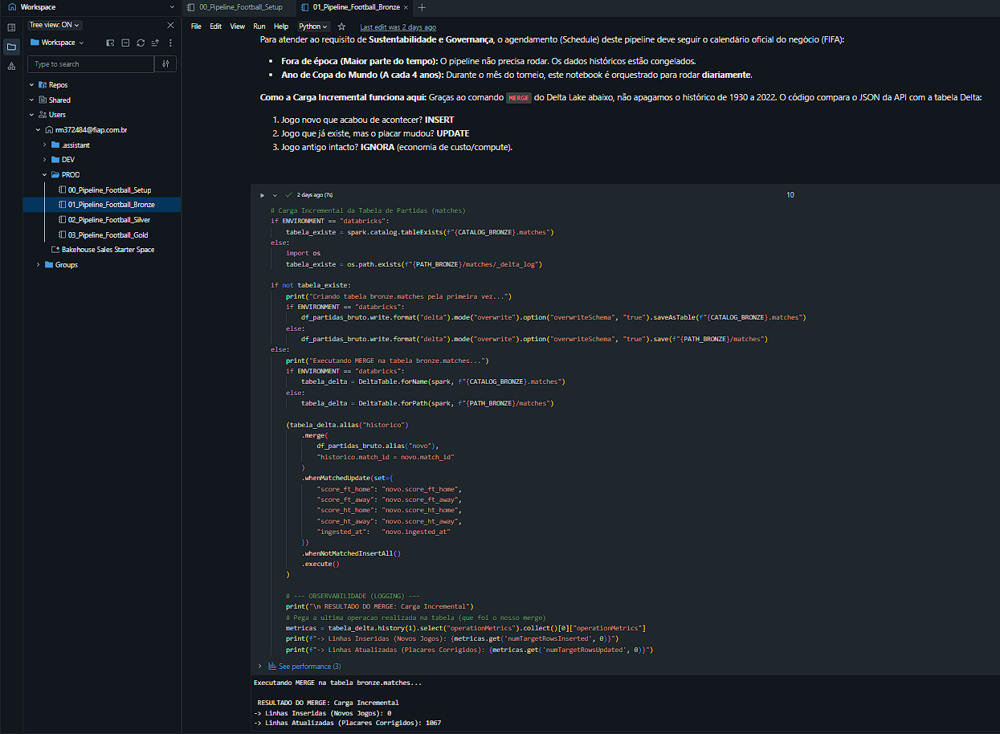 Workspace
00_Pipeline_Football_Setup
01_Pipeline_Football_Bronze
Tree view: ON
File Edit View Run Help Python Last edit was 2 days ago
Workspace
Type to search
Repos
Shared
Users
rm372484@fiap.com.br
.assistant
DEV
PROD
00_Pipeline_Football_Setup
01_Pipeline_Football_Bronze
02_Pipeline_Football_Silver
03_Pipeline_Football_Gold
Bakehouse Sales Starter Space
Groups
Para atender ao requisito de Sustentabilidade e Governança, o agendamento (Schedule) deste pipeline deve seguir o calendário oficial do negócio (FIFA):
• Fora de época (Maior parte do tempo): O pipeline não precisa rodar. Os dados históricos estão congelados.
• Ano de Copa do Mundo (A cada 4 anos): Durante o mês do torneio, este notebook é orquestrado para rodar diariamente.
Como a Carga Incremental funciona aqui: Graças ao comando MERGE do Delta Lake abaixo, não apagamos o histórico de 1930 a 2022. O código compara o JSON da API com a tabela Delta:
1. Jogo novo que acabou de acontecer? INSERT
2. Jogo que já existe, mas o placar mudou? UPDATE
3. Jogo antigo intacto? IGNORA (economia de custo/compute).
2 days ago (7s)
10
# Carga Incremental da Tabela de Partidas (matches)
if ENVIRONMENT == "databricks":
    tabela_existe = spark.catalog.tableExists(f"{CATALOG_BRONZE}.matches")
else:
    import os
    tabela_existe = os.path.exists(f"{PATH_BRONZE}/matches/_delta_log")
if not tabela_existe:
    print("Criando tabela bronze.matches pela primeira vez...")
    if ENVIRONMENT == "databricks":
        df_partidas_bruto.write.format("delta").mode("overwrite").option("overwriteSchema", "true").saveAsTable(f"{CATALOG_BRONZE}.matches")
    else:
        df_partidas_bruto.write.format("delta").mode("overwrite").option("overwriteSchema", "true").save(f"{PATH_BRONZE}/matches")
else:
    print("Executando MERGE na tabela bronze.matches...")
    if ENVIRONMENT == "databricks":
        tabela_delta = DeltaTable.forName(spark, f"{CATALOG_BRONZE}.matches")
    else:
        tabela_delta = DeltaTable.forPath(spark, f"{PATH_BRONZE}/matches")
    (tabela_delta.alias("historico")
        .merge(
            df_partidas_bruto.alias("novo"),
            "historico.match_id = novo.match_id"
        )
        .whenMatchedUpdate(set={
            "score_ft_home": "novo.score_ft_home",
            "score_ft_away": "novo.score_ft_away",
            "score_ht_home": "novo.score_ht_home",
            "score_ht_away": "novo.score_ht_away",
            "ingested_at":   "novo.ingested_at"
        })
        .whenNotMatchedInsertAll()
        .execute()
    )
    # --- OBSERVABILIDADE (LOGGING) ---
    print("\n RESULTADO DO MERGE: Carga Incremental")
    # Pega a ultima operacao realizada na tabela (que foi o nosso merge)
    metricas = tabela_delta.history(1).select("operationMetrics").collect()[0]["operationMetrics"]
    print(f"-> Linhas Inseridas (Novos Jogos): {metricas.get('numTargetRowsInserted', 0)}")
    print(f"-> Linhas Atualizadas (Placares Corrigidos): {metricas.get('numTargetRowsUpdated', 0)}")
See performance (3)
Executando MERGE na tabela bronze.matches...
RESULTADO DO MERGE: Carga Incremental
-> Linhas Inseridas (Novos Jogos): 0
-> Linhas Atualizadas (Placares Corrigidos): 1067